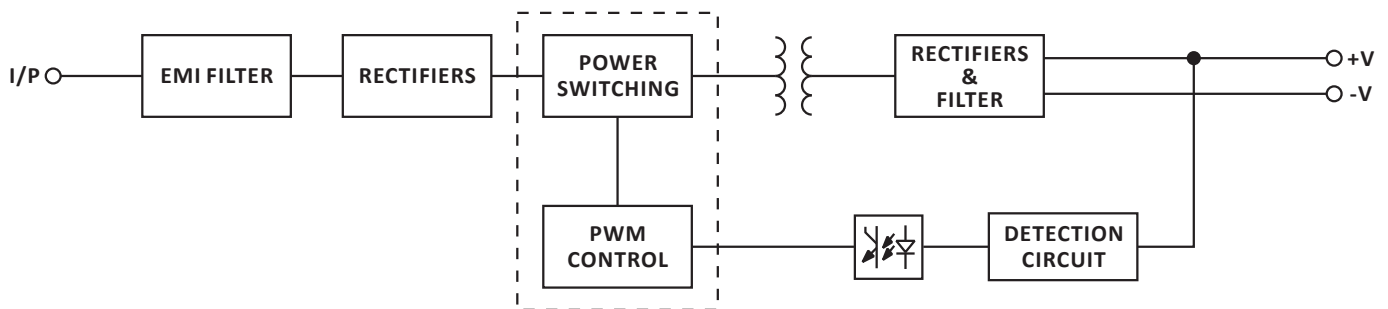 I/P
EMI FILTER
RECTIFIERS
POWER
SWITCHING
RECTIFIERS
&
FILTER
+V
-V
PWM
CONTROL
DETECTION
CIRCUIT